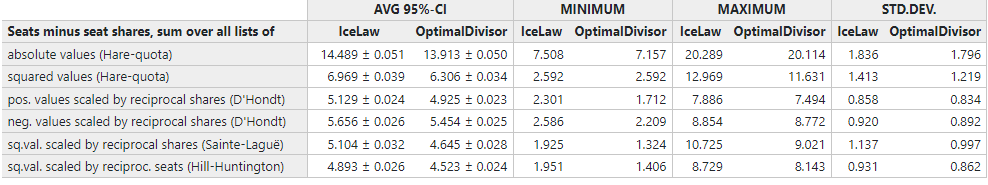 AVG 95%-CI MINIMUM MAXIMUM STD.DEV.
Seats minus seat shares, sum over all lists of IceLaw OptimalDivisor IceLaw OptimalDivisor IceLaw OptimalDivisor IceLaw OptimalDivisor
absolute values (Hare-quota) 14.489 ± 0.051 13.913 ± 0.050 7.508 7.157 20.289 20.114 1.836 1.796
squared values (Hare-quota) 6.969 ± 0.039 6.306 ± 0.034 2.592 2.592 12.969 11.631 1.413 1.219
pos. values scaled by reciprocal shares (D'Hondt) 5.129 ± 0.024 4.925 ± 0.023 2.301 1.712 7.886 7.494 0.858 0.834
neg. values scaled by reciprocal shares (D'Hondt) 5.656 ± 0.026 5.454 ± 0.025 2.586 2.209 8.854 8.772 0.920 0.892
sq.val. scaled by reciprocal shares (Sainte-Laguë) 5.104 ± 0.032 4.645 ± 0.028 1.925 1.324 10.725 9.021 1.137 0.997
sq.val. scaled by reciproc. seats (Hill-Huntington) 4.893 ± 0.026 4.523 ± 0.024 1.951 1.406 8.729 8.143 0.931 0.862